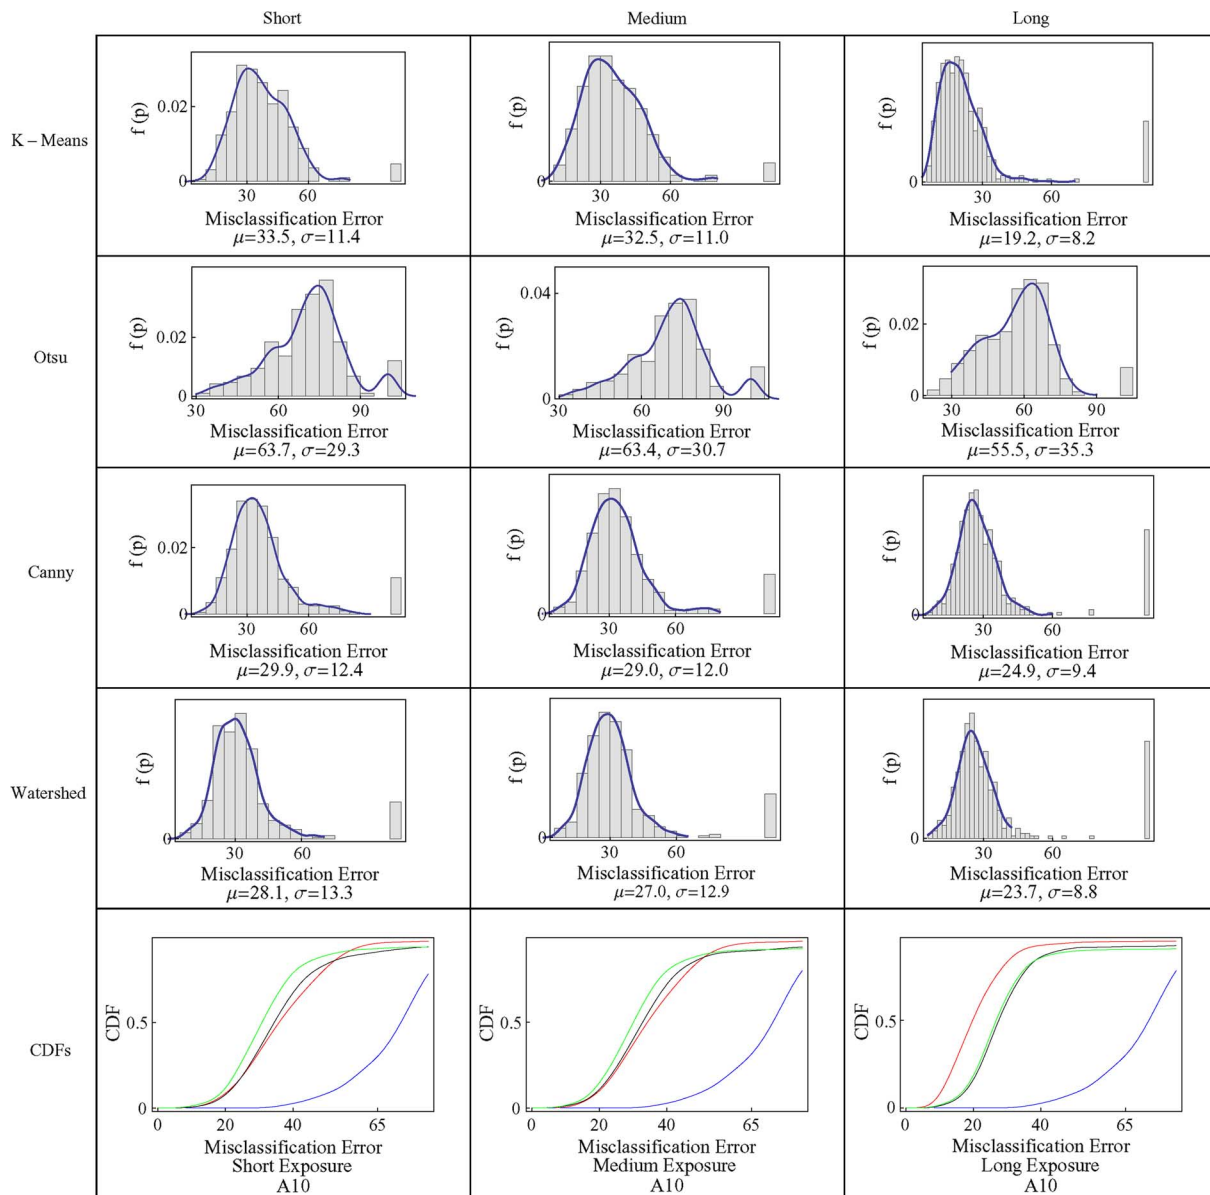 Short Medium Long
K – Means
f (p)
0.02
0
30 60
Misclassification Error
μ=33.5, σ=11.4
f (p)
0
30 60
Misclassification Error
μ=32.5, σ=11.0
f (p)
0
30 60
Misclassification Error
μ=19.2, σ=8.2
Otsu
f (p)
0.02
0
30 60 90
Misclassification Error
μ=63.7, σ=29.3
f (p)
0.04
0
30 60 90
Misclassification Error
μ=63.4, σ=30.7
f (p)
0.02
0
30 60 90
Misclassification Error
μ=55.5, σ=35.3
Canny
f (p)
0.02
0
30 60
Misclassification Error
μ=29.9, σ=12.4
f (p)
0
30 60
Misclassification Error
μ=29.0, σ=12.0
f (p)
0
30 60
Misclassification Error
μ=24.9, σ=9.4
Watershed
f (p)
0
30 60
Misclassification Error
μ=28.1, σ=13.3
f (p)
0
30 60
Misclassification Error
μ=27.0, σ=12.9
f (p)
0
30 60
Misclassification Error
μ=23.7, σ=8.8
CDFs
CDF
0.5
0
0 20 40 65
Misclassification Error
Short Exposure
A10
CDF
0.5
0
0 20 40 65
Misclassification Error
Medium Exposure
A10
CDF
0.5
0
0 20 40 65
Misclassification Error
Long Exposure
A10